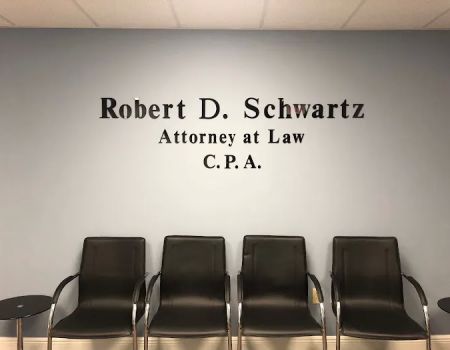 Robert D. Schwartz
Attorney at Law
C.P.A.